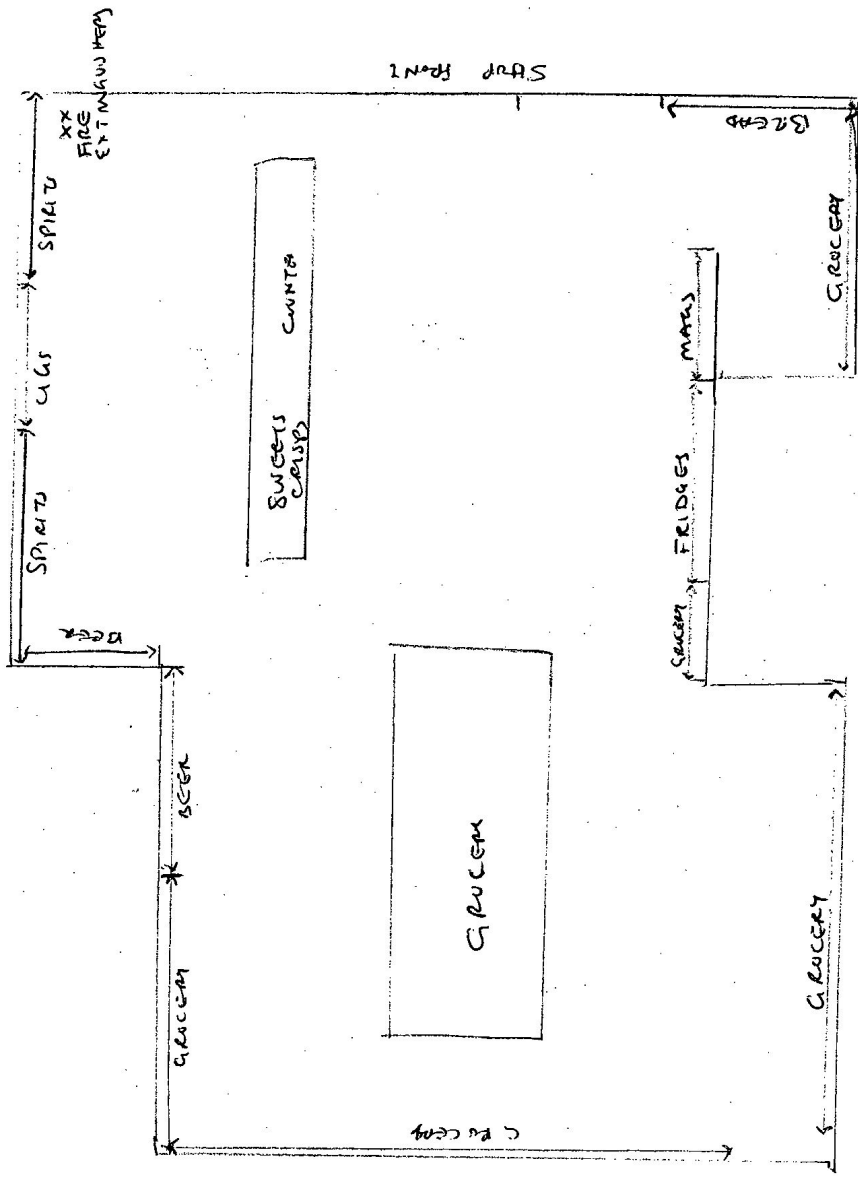 SHOP FRONT
XX
FIRE
EXTINGUISHERS
SPIRITS
CIGS
SPIRITS
BEER
BEER
GROCERY
GROCERY
GROCERY
SWEETS
CRISPS
COUNTER
BREAD
GROCERY
MAGS
FRIDGES
GROCERY
GROCERY